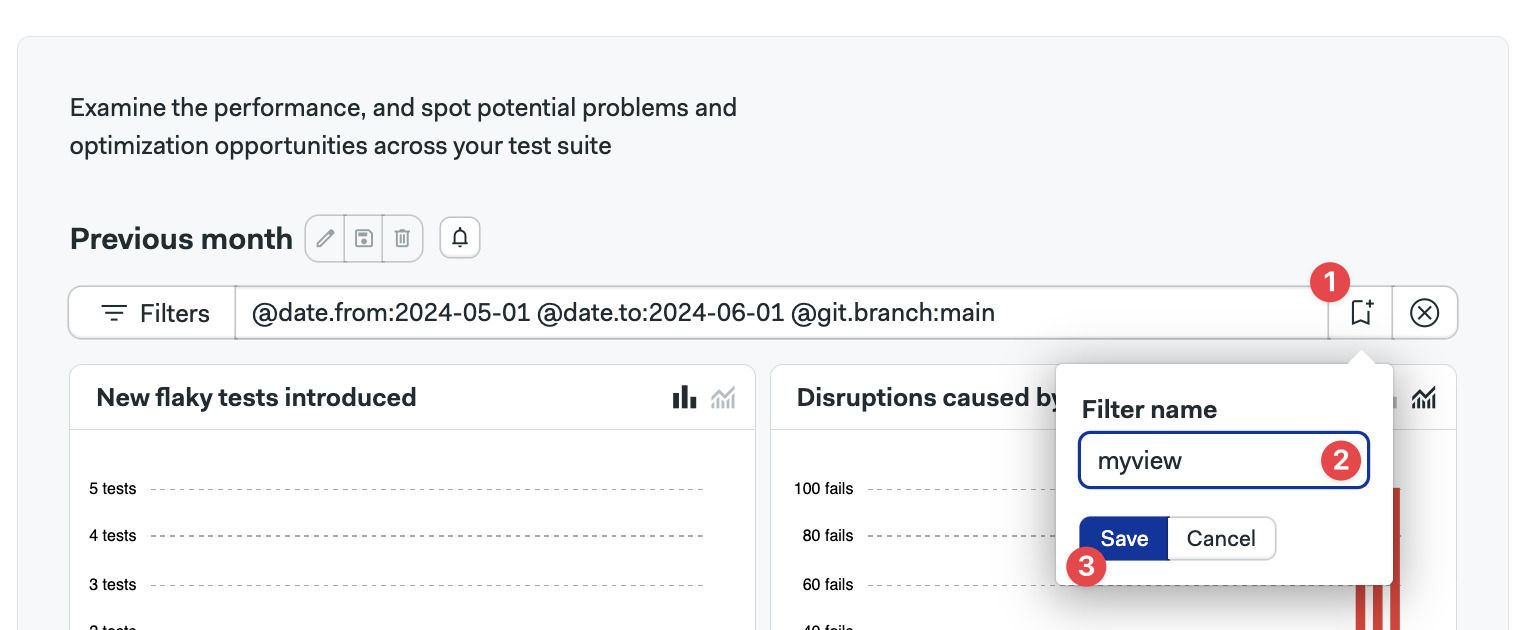 Examine the performance, and spot potential problems and
optimization opportunities across your test suite
Previous month
Filters @date.from:2024-05-01 @date.to:2024-06-01 @git.branch:main
1
New flaky tests introduced
5 tests
4 tests
3 tests
Disruptions caused by
100 fails
80 fails
60 fails
Filter name
myview 2
Save Cancel
3